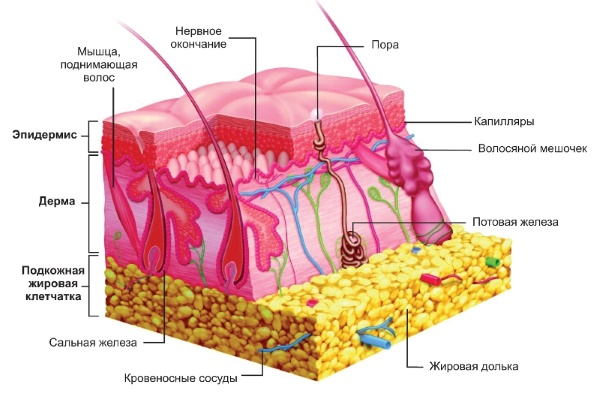 Нервное
окончание
Мышца,
поднимающая
волос
Пора
Эпидермис
Капилляры
Волосяной мешочек
Дерма
Потовая железа
Подкожная
жировая
клетчатка
Сальная железа
Кровеносные сосуды
Жировая долька